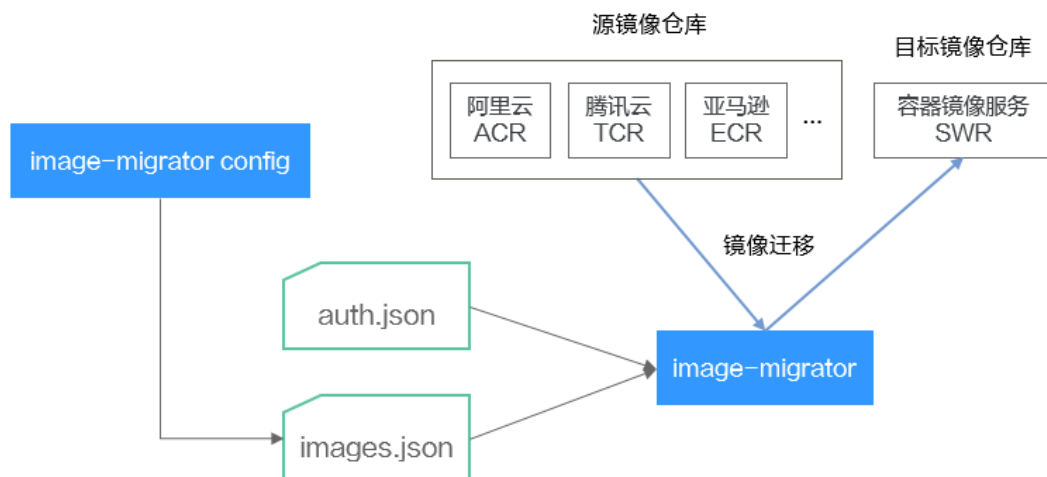 源镜像仓库
目标镜像仓库
阿里云
ACR
腾讯云
TCR
亚马逊
ECR
...
容器镜像服务
SWR
image-migrator config
镜像迁移
auth.json
image-migrator
images.json